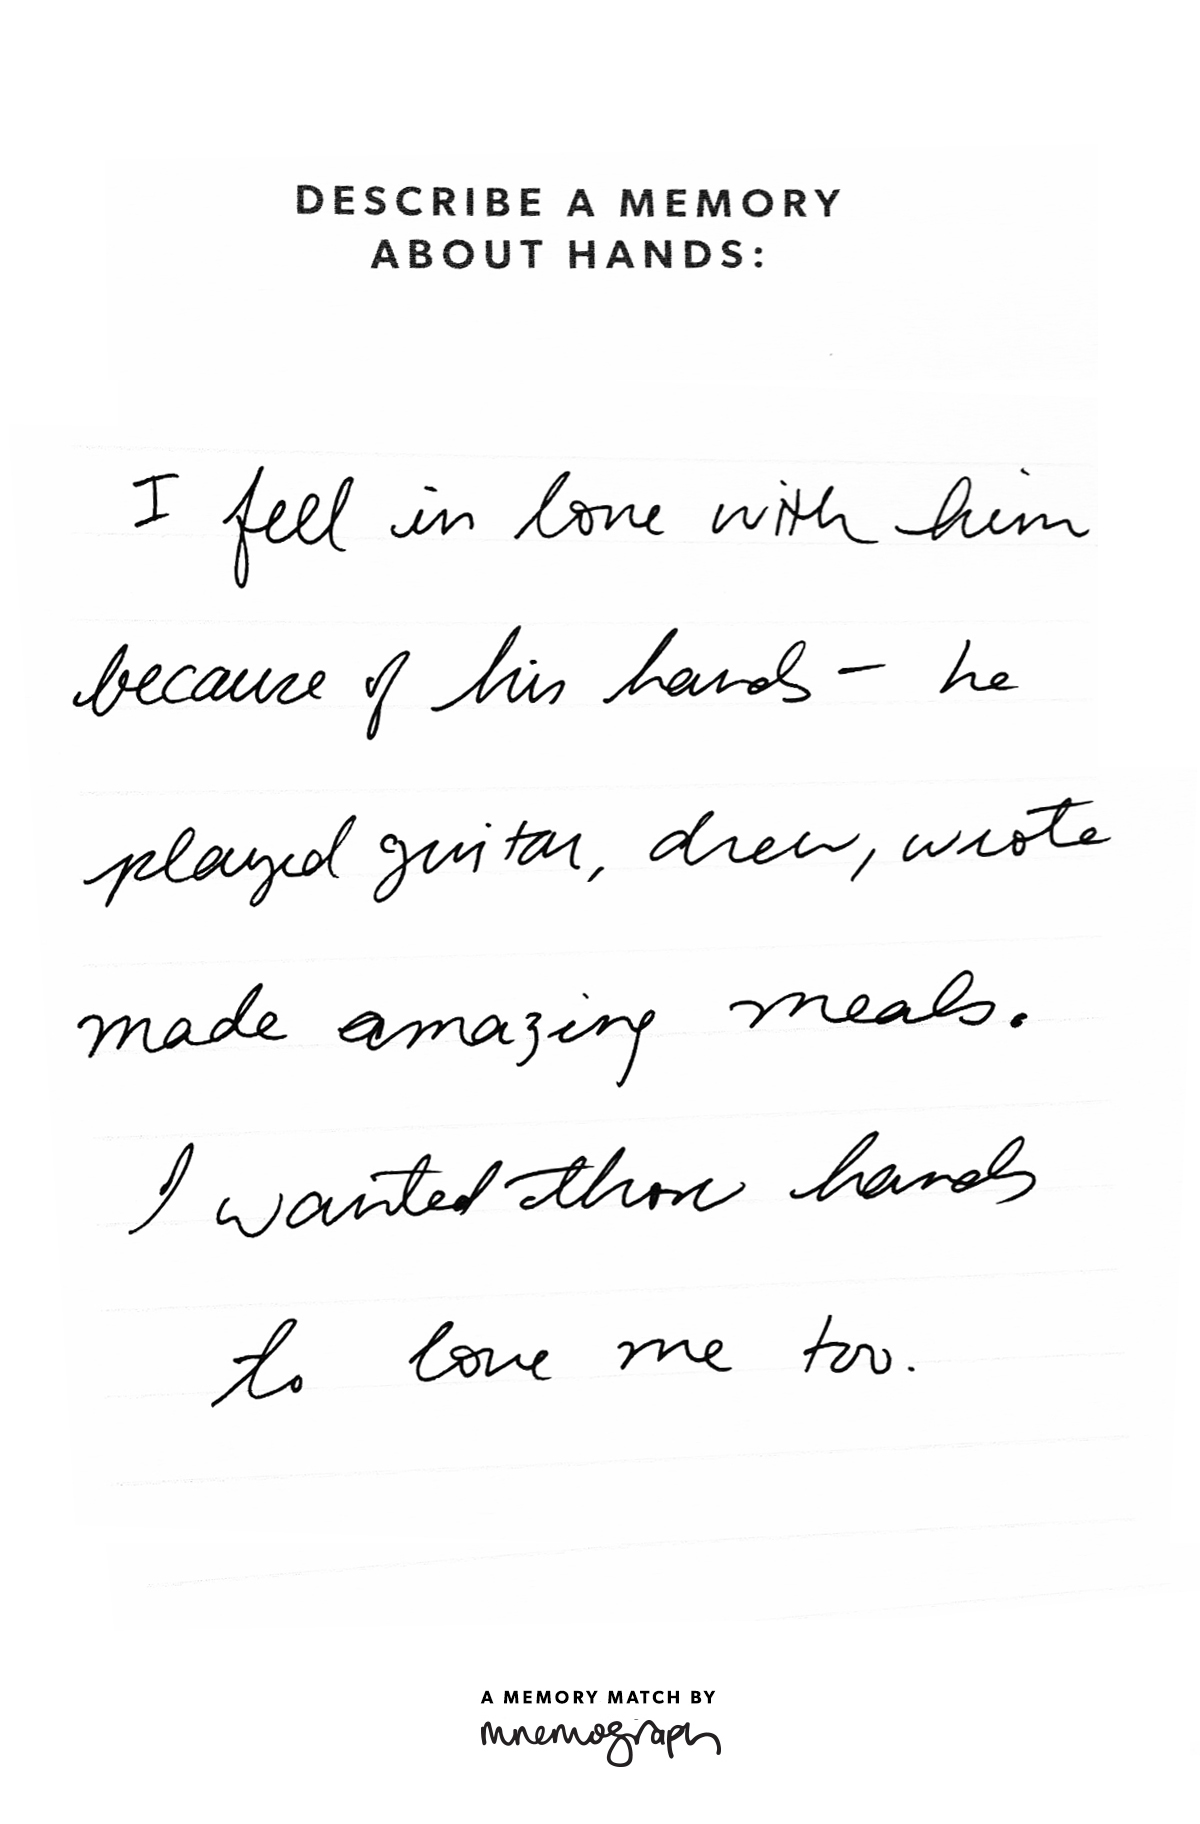 DESCRIBE A MEMORY
ABOUT HANDS:
I fell in love with him
because of his hands – he
played guitar, drew, wrote
made amazing meals.
I wanted those hands
to love me too.
A MEMORY MATCH BY
mnemograph